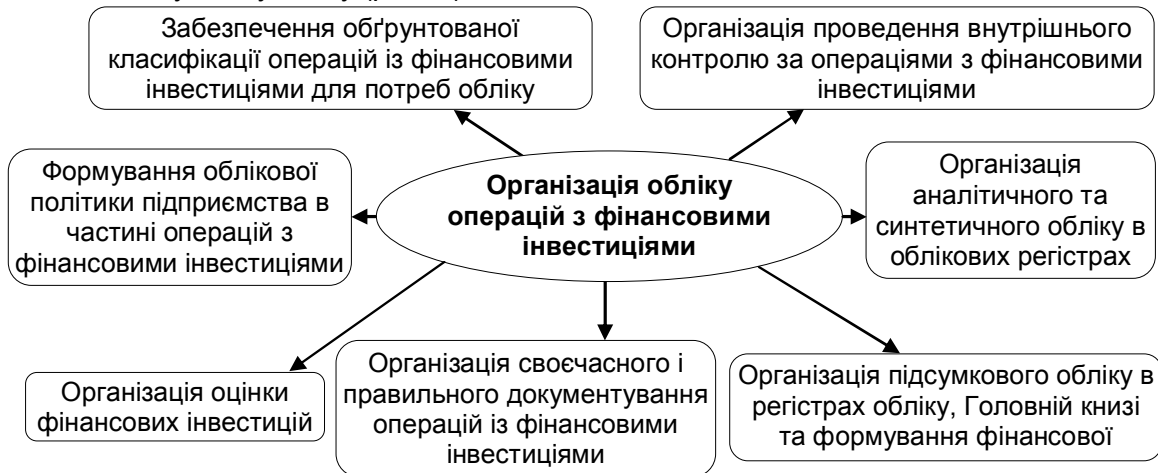 Забезпечення обґрунтованої
класифікації операцій із фінансовими
інвестиціями для потреб обліку
Організація проведення внутрішнього
контролю за операціями з фінансовими
інвестиціями
Формування облікової
політики підприємства в
частині операцій з
фінансовими інвестиціями
Організація обліку
операцій з фінансовими
інвестиціями
Організація
аналітичного та
синтетичного обліку в
облікових регістрах
Організація оцінки
фінансових інвестицій
Організація своєчасного і
правильного документування
операцій із фінансовими
інвестиціями
Організація підсумкового обліку в
регістрах обліку, Головній книзі
та формування фінансової